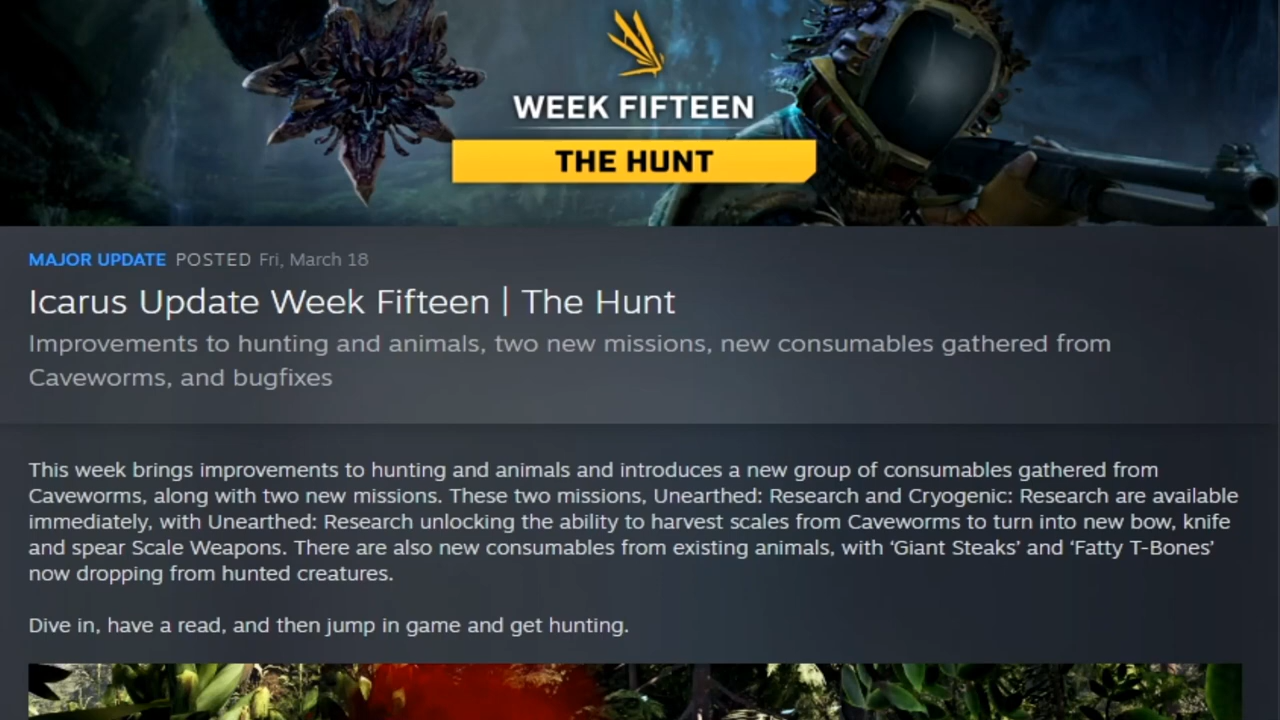 WEEK FIFTEEN
THE HUNT
MAJOR UPDATE POSTED Fri, March 18
Icarus Update Week Fifteen | The Hunt
Improvements to hunting and animals, two new missions, new consumables gathered from
Caveworms, and bugfixes
This week brings improvements to hunting and animals and introduces a new group of consumables gathered from
Caveworms, along with two new missions. These two missions, Unearthed: Research and Cryogenic: Research are available
immediately, with Unearthed: Research unlocking the ability to harvest scales from Caveworms to turn into new bow, knife
and spear Scale Weapons. There are also new consumables from existing animals, with ‘Giant Steaks’ and ‘Fatty T-Bones’
now dropping from hunted creatures.
Dive in, have a read, and then jump in game and get hunting.